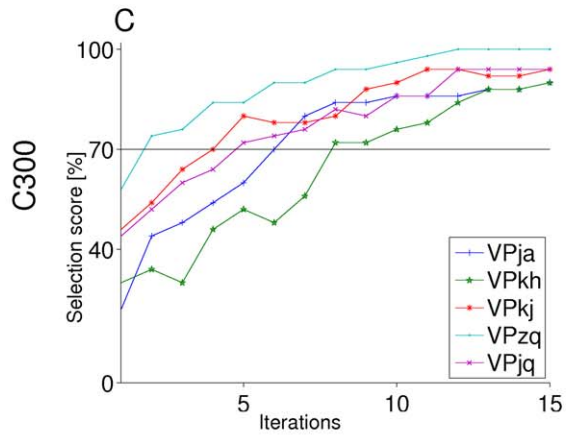 C
C300
Selection score [%]
100
70
40
0
5
10
15
Iterations
VPja
VPkh
VPkj
VPzq
VPjq